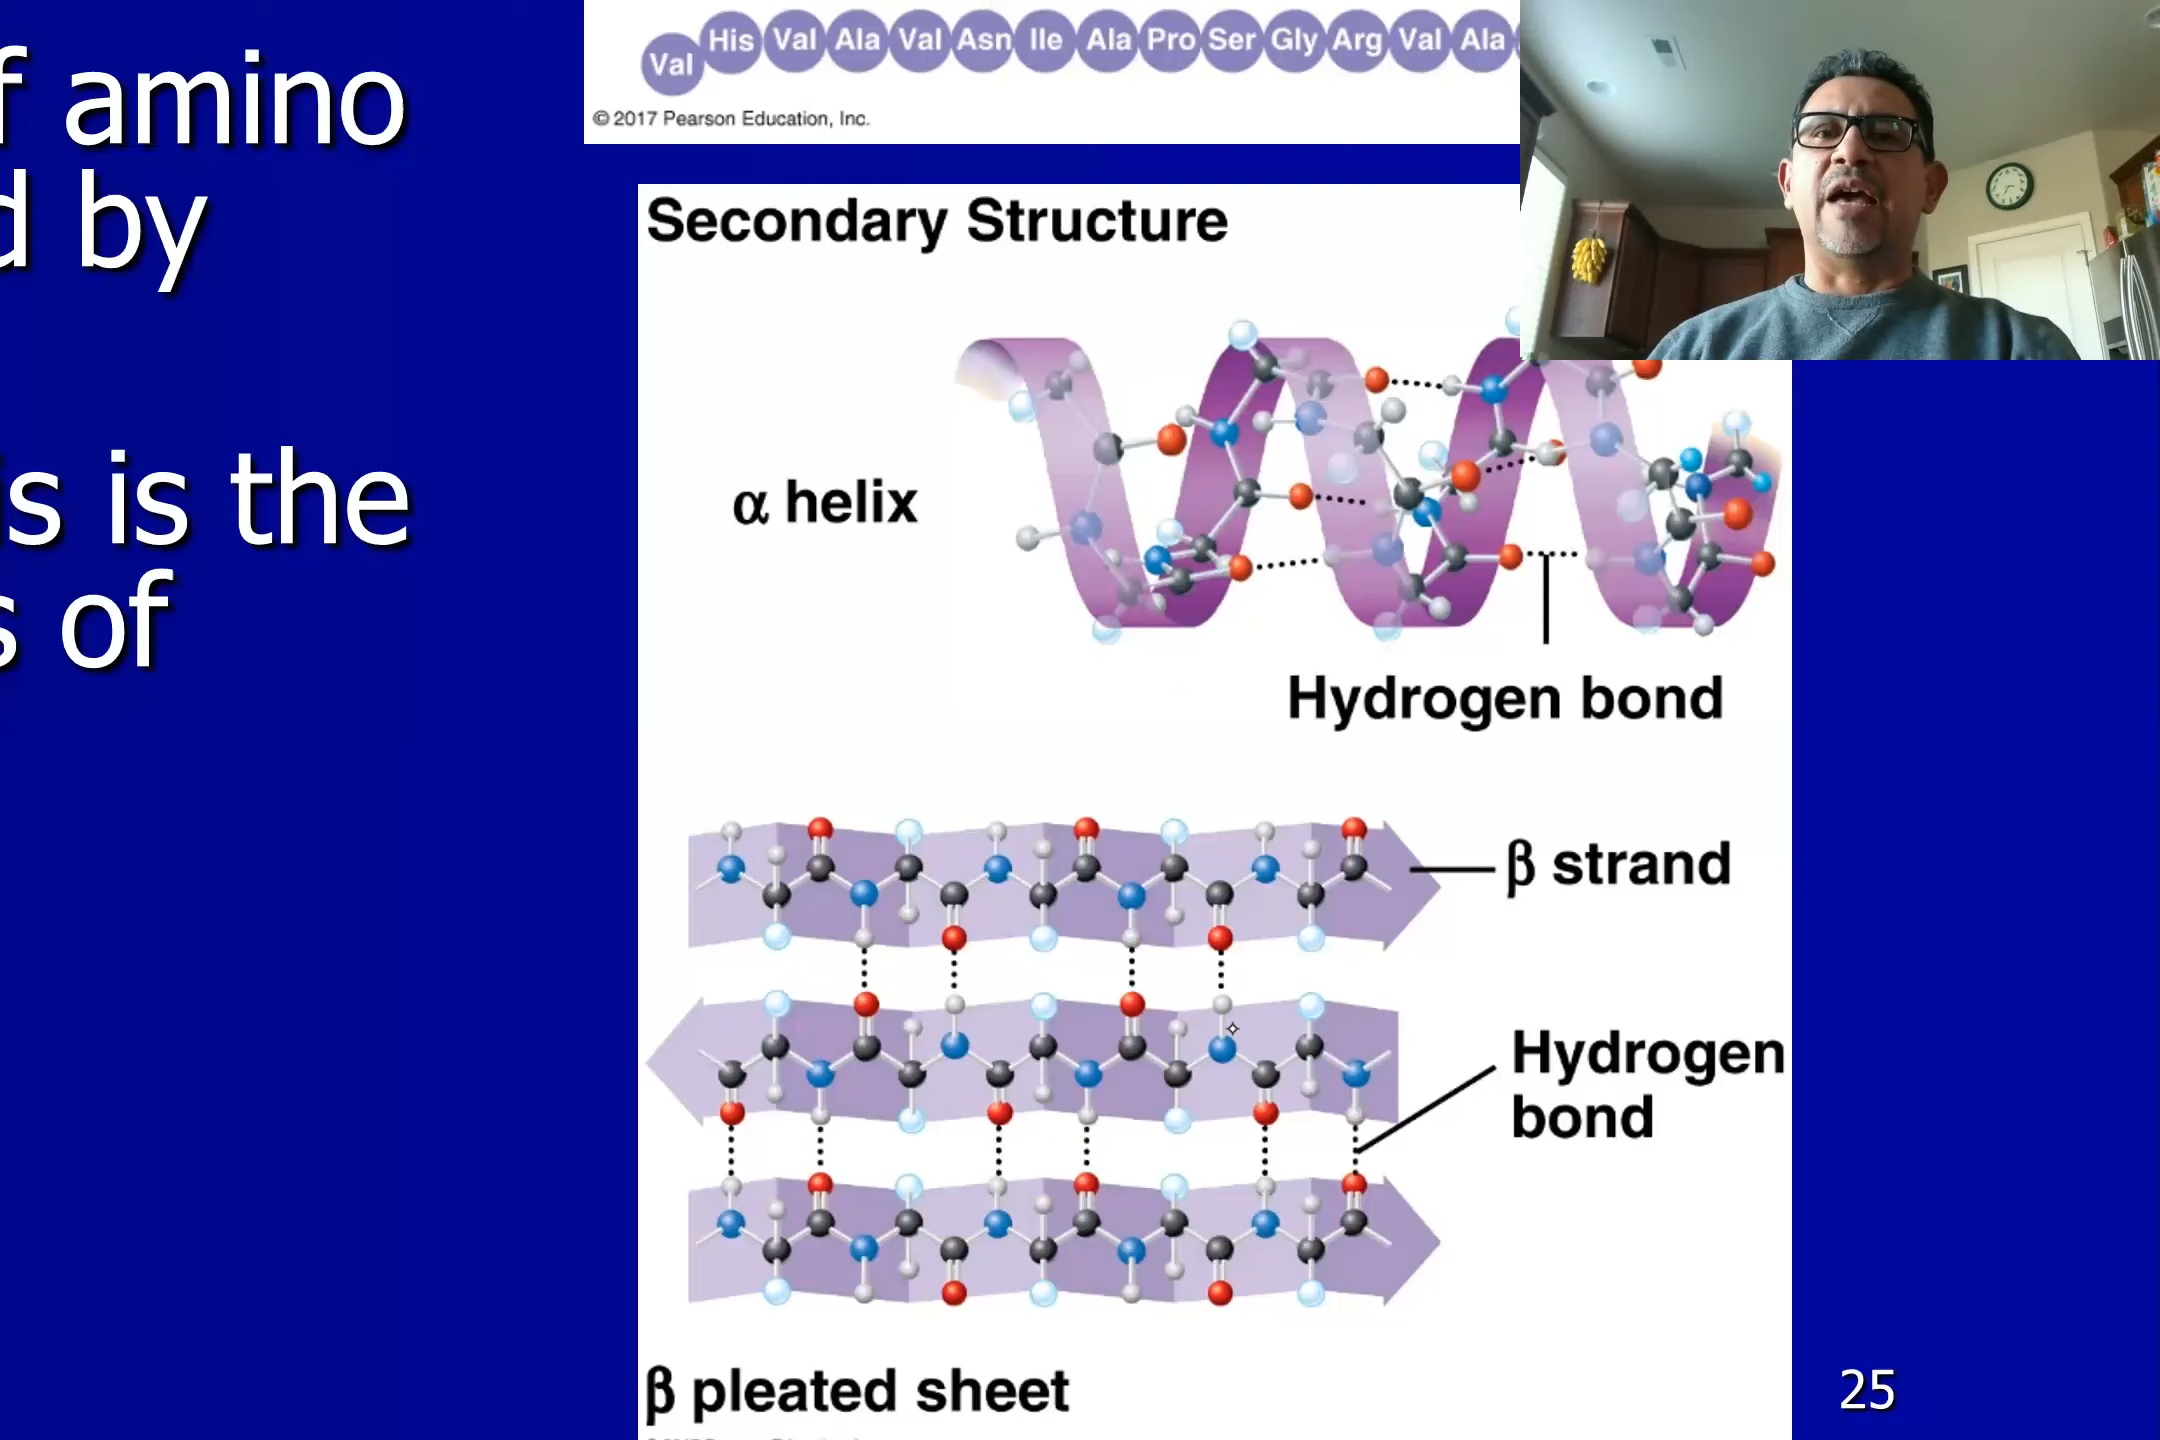 f amino
d by
is is the
s of
Val His Val Ala Val Asn Ile Ala Pro Ser Gly Arg Val Ala
© 2017 Pearson Education, Inc.
Secondary Structure
α helix
Hydrogen bond
β strand
Hydrogen
bond
β pleated sheet
25